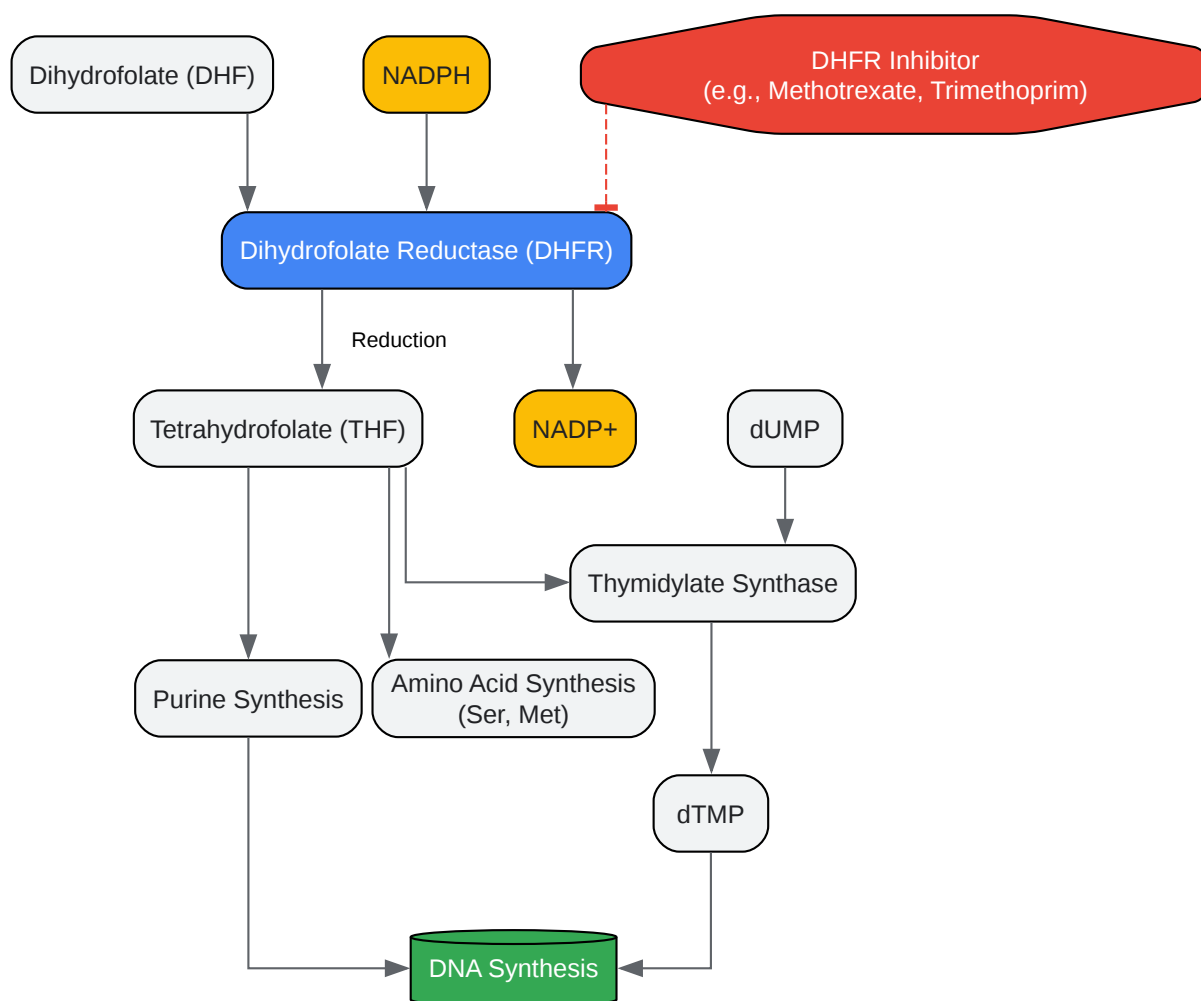 Dihydrofolate (DHF)
NADPH
DHFR Inhibitor
(e.g., Methotrexate, Trimethoprim)
Dihydrofolate Reductase (DHFR)
Reduction
Tetrahydrofolate (THF)
NADP+
dUMP
Thymidylate Synthase
Purine Synthesis
Amino Acid Synthesis
(Ser, Met)
dTMP
DNA Synthesis